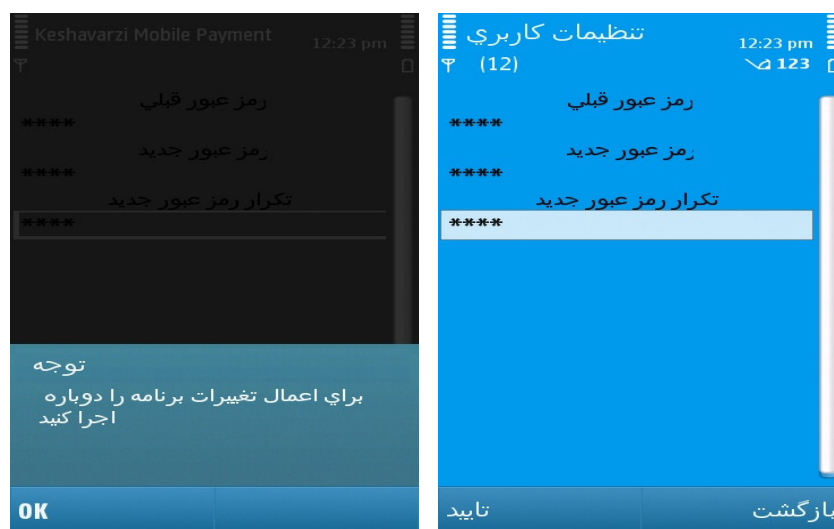 Keshavarzi Mobile Payment
12:23 pm
رمز عبور قبلي
****
رمز عبور جديد
****
تكرار رمز عبور جديد
****
توجه
براي اعمال تغييرات برنامه را دوباره
اجرا كنيد
OK
تنظيمات كاربري
12:23 pm
(12)
123
رمز عبور قبلي
****
رمز عبور جديد
****
تكرار رمز عبور جديد
****
تاييد
بازگشت